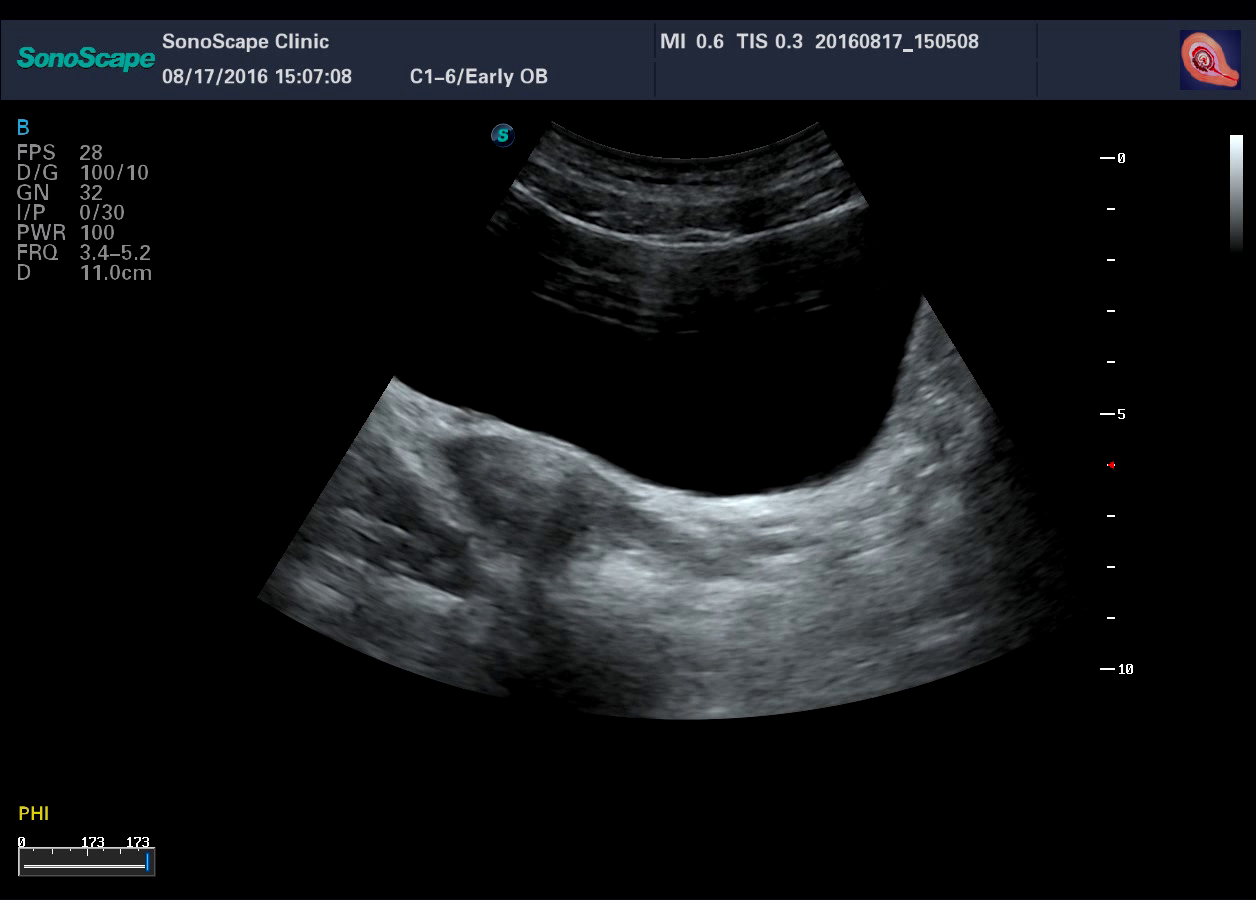 SonoScape
SonoScape Clinic
MI 0.6 TIS 0.3 20160817_150508
08/17/2016 15:07:08 C1-6/Early OB
S
B
FPS 28
D/G 100/10
GN 32
I/P 0/30
PWR 100
FRQ 3.4-5.2
D 11.0cm
0
5
10
PHI
0 173 173